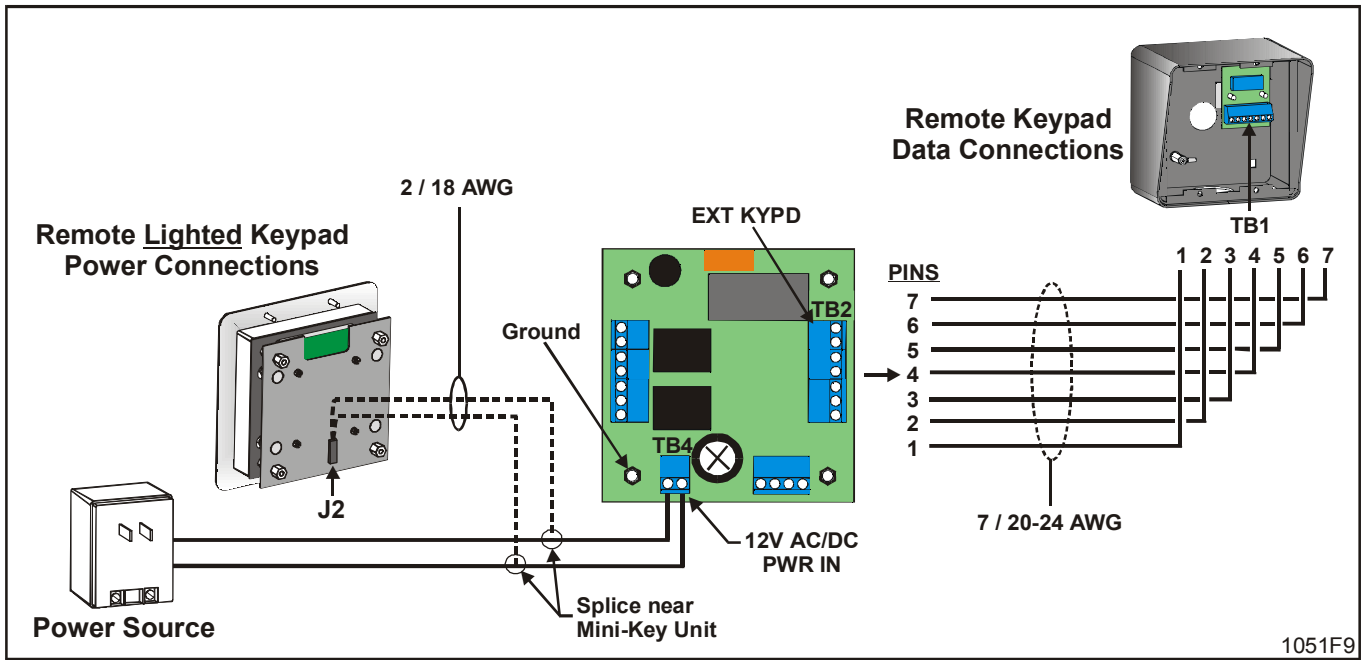 Remote Keypad
Data Connections
TB1
1 2 3 4 5 6 7
2 / 18 AWG
Remote Lighted Keypad
Power Connections
EXT KYPD
TB2
Ground
TB4
PINS
7
6
5
4
3
2
1
7 / 20-24 AWG
J2
12V AC/DC
PWR IN
Splice near
Mini-Key Unit
Power Source
1051F9